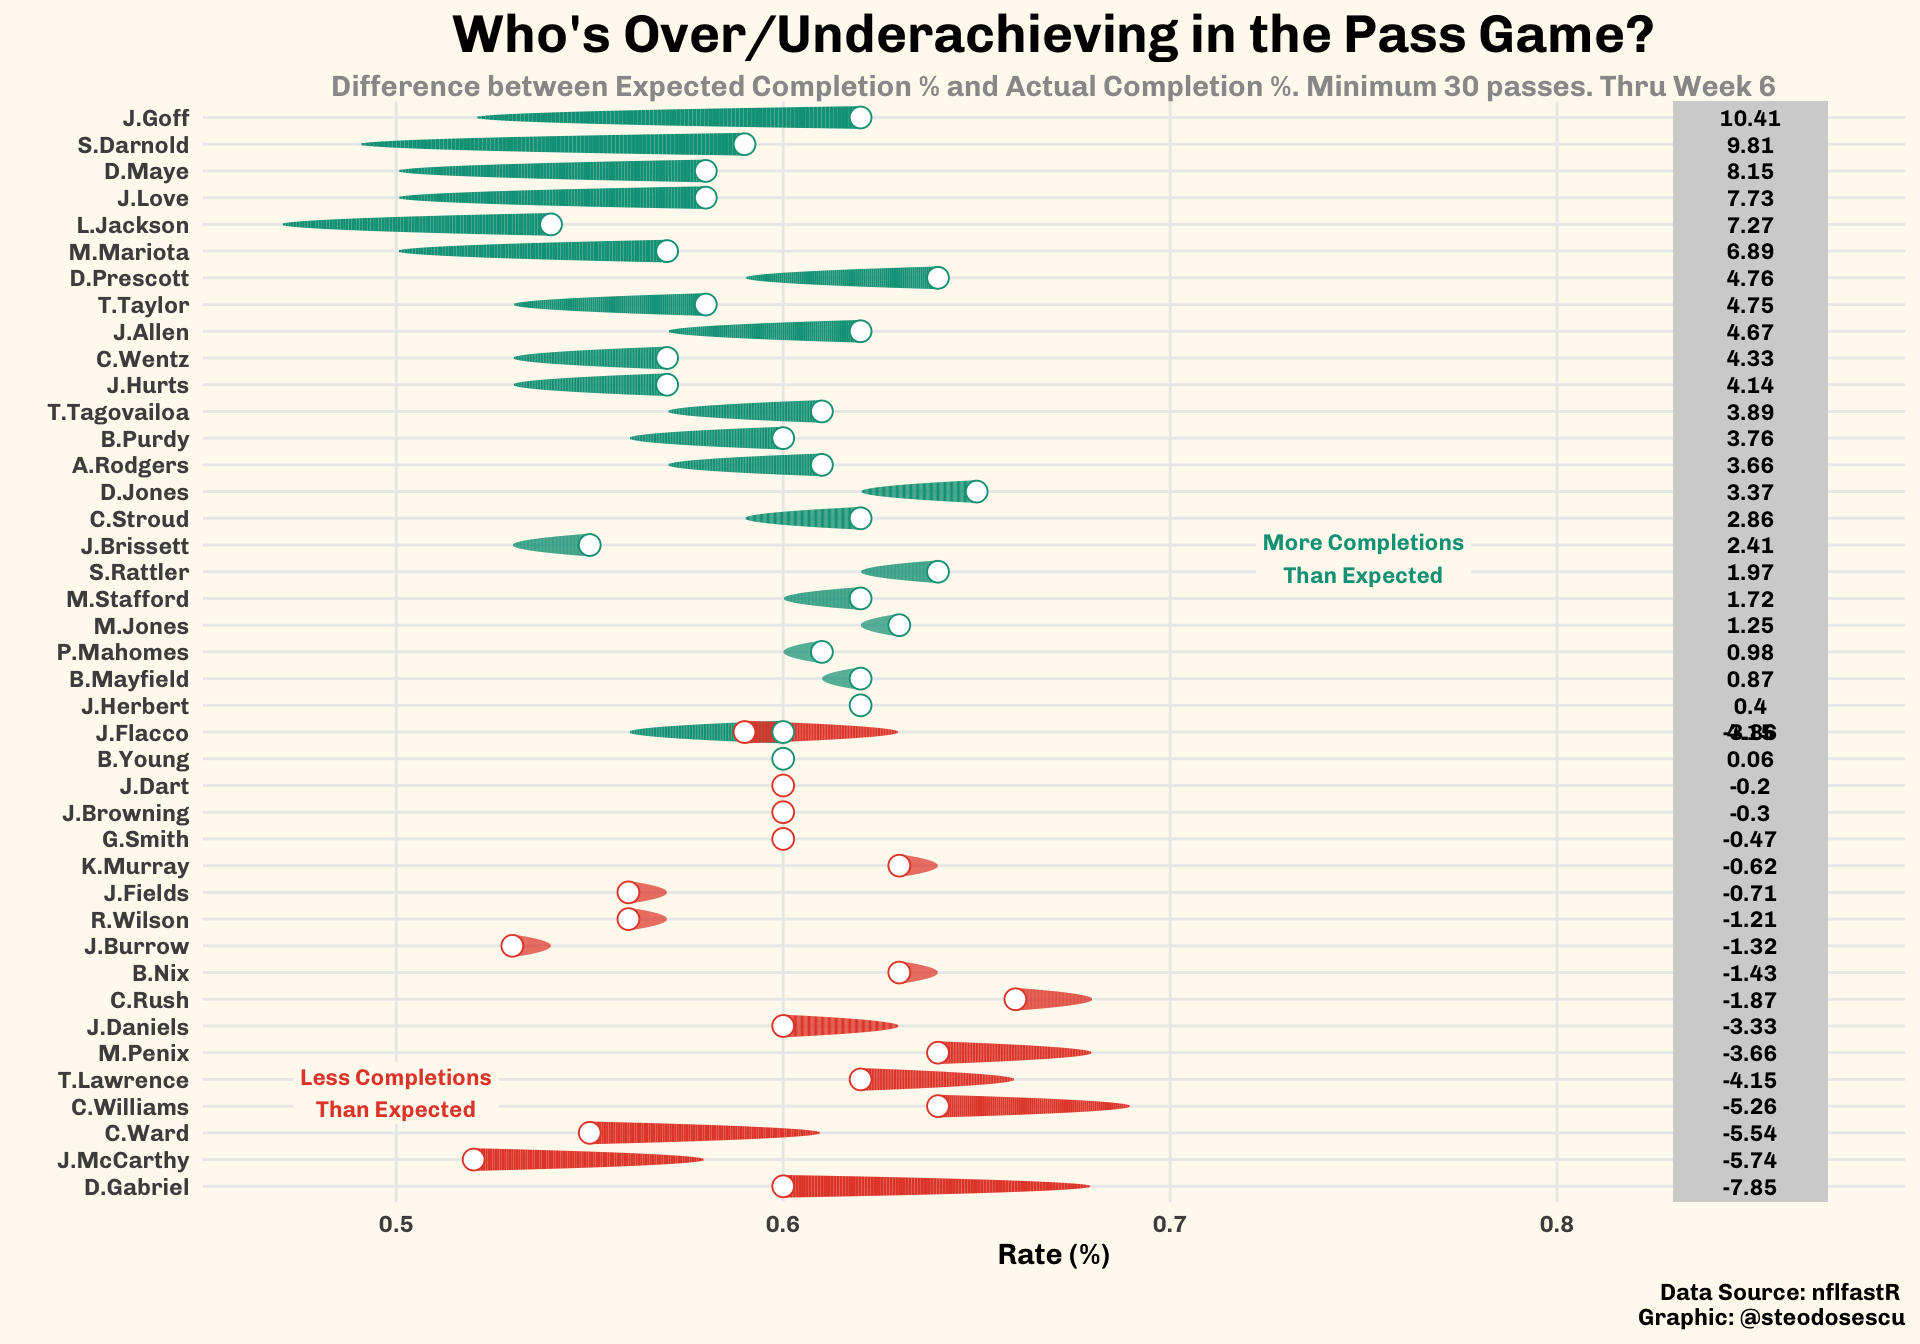 Who's Over/Underachieving in the Pass Game?
Difference between Expected Completion % and Actual Completion %. Minimum 30 passes. Thru Week 6
J.Goff 10.41
S.Darnold 9.81
D.Maye 8.15
J.Love 7.73
L.Jackson 7.27
M.Mariota 6.89
D.Prescott 4.76
T.Taylor 4.75
J.Allen 4.67
C.Wentz 4.33
J.Hurts 4.14
T.Tagovailoa 3.89
B.Purdy 3.76
A.Rodgers 3.66
D.Jones 3.37
C.Stroud 2.86
J.Brissett 2.41
More Completions
Than Expected
S.Rattler 1.97
M.Stafford 1.72
M.Jones 1.25
P.Mahomes 0.98
B.Mayfield 0.87
J.Herbert 0.4
J.Flacco
B.Young 0.06
J.Dart -0.2
J.Browning -0.3
G.Smith -0.47
K.Murray -0.62
J.Fields -0.71
R.Wilson -1.21
J.Burrow -1.32
B.Nix -1.43
C.Rush -1.87
J.Daniels -3.33
M.Penix -3.66
T.Lawrence -4.15
Less Completions
Than Expected
C.Williams -5.26
C.Ward -5.54
J.McCarthy -5.74
D.Gabriel -7.85
0.5 0.6 0.7 0.8
Rate (%)
Data Source: nflfastR
Graphic: @steodosescu